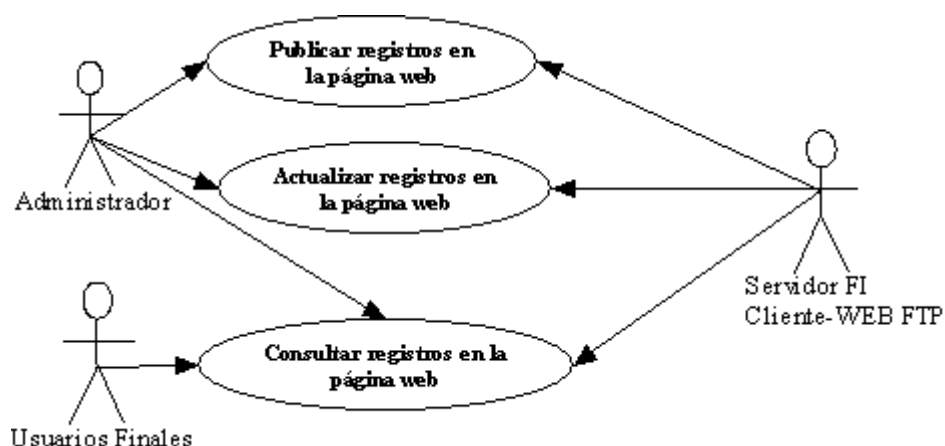 Publicar registros en
la página web
Actualizar registros en
la página web
Administrador
Servidor FI
Cliente-WEB FTP
Consultar registros en la
página web
Usuarios Finales